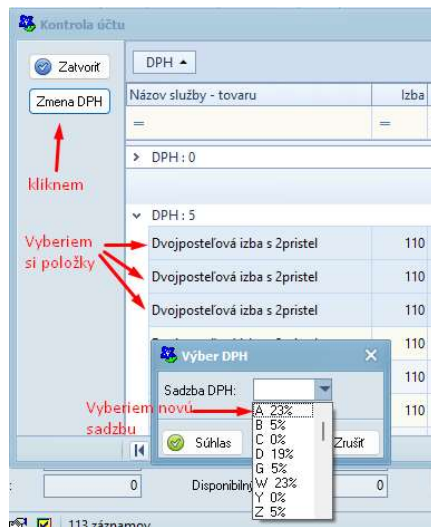 Kontrola účtu
Zatvoriť
DPH
Zmena DPH
Názov služby - tovaru
Izba
=
=
> DPH : 0
kliknem
DPH : 5
Vyberiem
si položky
Dvojposteľová izba s 2pristel
110
Dvojposteľová izba s 2pristel
110
Dvojposteľová izba s 2pristel
110
110
Výber DPH
Sadzba DPH:
110
Vyberiem novú
sadzbu
A 23%
110
B 5%
C 0%
D 19%
Súhlas
Zrušiť
G 5%
W 23%
Y 0%
Z 5%
0
Disponibilný
0
113 záznamov